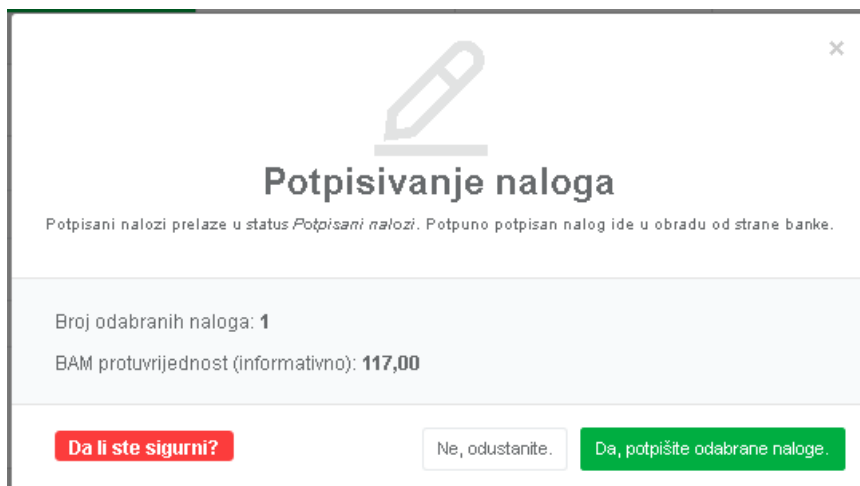 ×
Potpisivanje naloga
Potpisani nalozi prelaze u status Potpisani nalozi. Potpuno potpisan nalog ide u obradu od strane banke.
Broj odabranih naloga: 1
BAM protuvrijednost (informativno): 117,00
Da li ste sigurni?
Ne, odustanite.
Da, potpišite odabrane naloge.